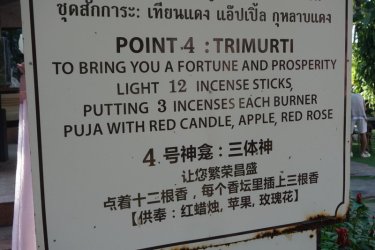 ชุดสักการะ: เทียนแดง แอ๊ปเปิ้ล กุหลาบแดง
POINT 4 : TRIMURTI
TO BRING YOU A FORTUNE AND PROSPERITY
LIGHT 12 INCENSE STICKS,
PUTTING 3 INCENSES EACH BURNER
PUJA WITH RED CANDLE, APPLE, RED ROSE
4号神龛：三体神
让您繁荣昌盛
点着十二根香，每个香坛里插上三根香
【供奉：红蜡烛, 苹果, 玫瑰花】